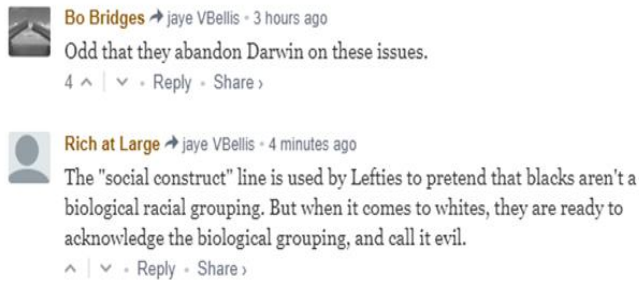 Bo Bridges → jaye VBellis • 3 hours ago
Odd that they abandon Darwin on these issues.
4 ^ | v • Reply • Share ›
Rich at Large → jaye VBellis • 4 minutes ago
The "social construct" line is used by Lefties to pretend that blacks aren't a
biological racial grouping. But when it comes to whites, they are ready to
acknowledge the biological grouping, and call it evil.
^ | v • Reply • Share ›